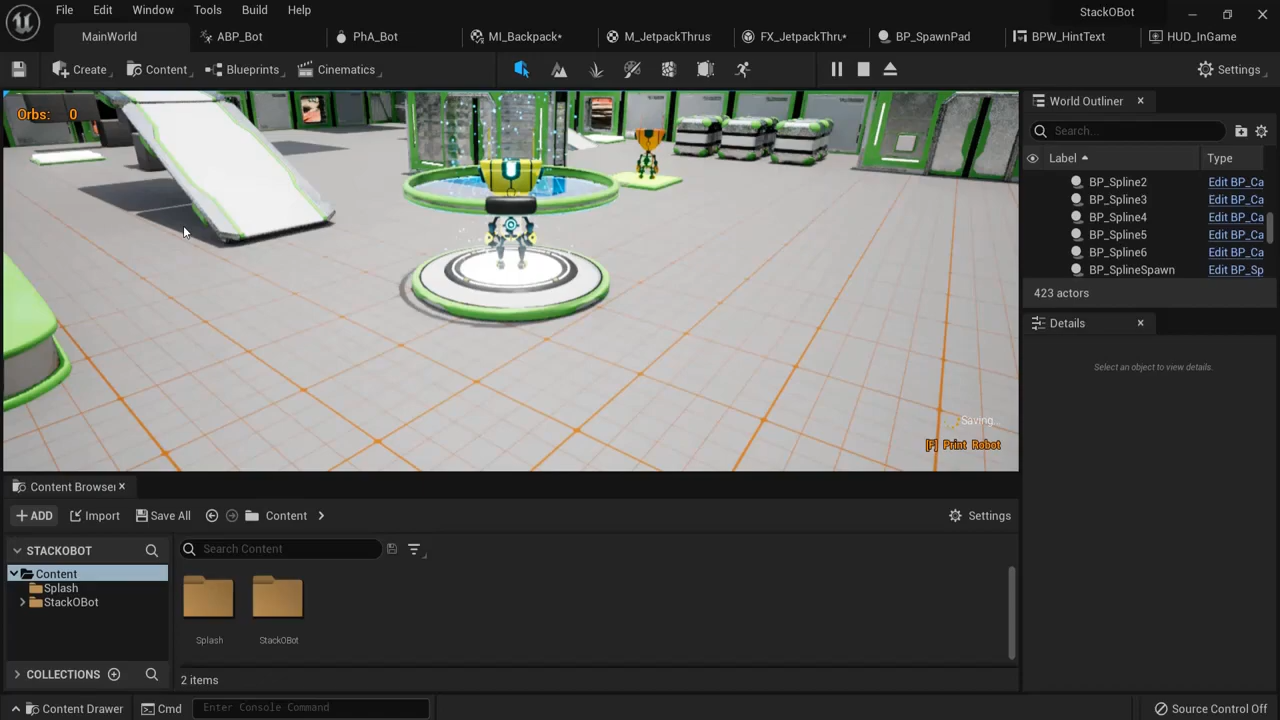 File Edit Window Tools Build Help StackOBot
MainWorld ABP_Bot PhA_Bot MI_Backpack* M_JetpackThrus FX_JetpackThru* BP_SpawnPad BPW_HintText HUD_InGame
Create Content Blueprints Cinematics Settings
Orbs: 0
Saving...
[F] Print Robot
World Outliner
Search...
Label Type
BP_Spline2 Edit BP_Ca
BP_Spline3 Edit BP_Ca
BP_Spline4 Edit BP_Ca
BP_Spline5 Edit BP_Ca
BP_Spline6 Edit BP_Ca
BP_SplineSpawn Edit BP_Sp
423 actors
Details
Select an object to view details.
Content Browser
+ ADD Import Save All Content Settings
STACKOBOT
Content
Splash
StackOBot
COLLECTIONS
Search Content
Splash StackOBot
2 items
Content Drawer Cmd Enter Console Command Source Control Off